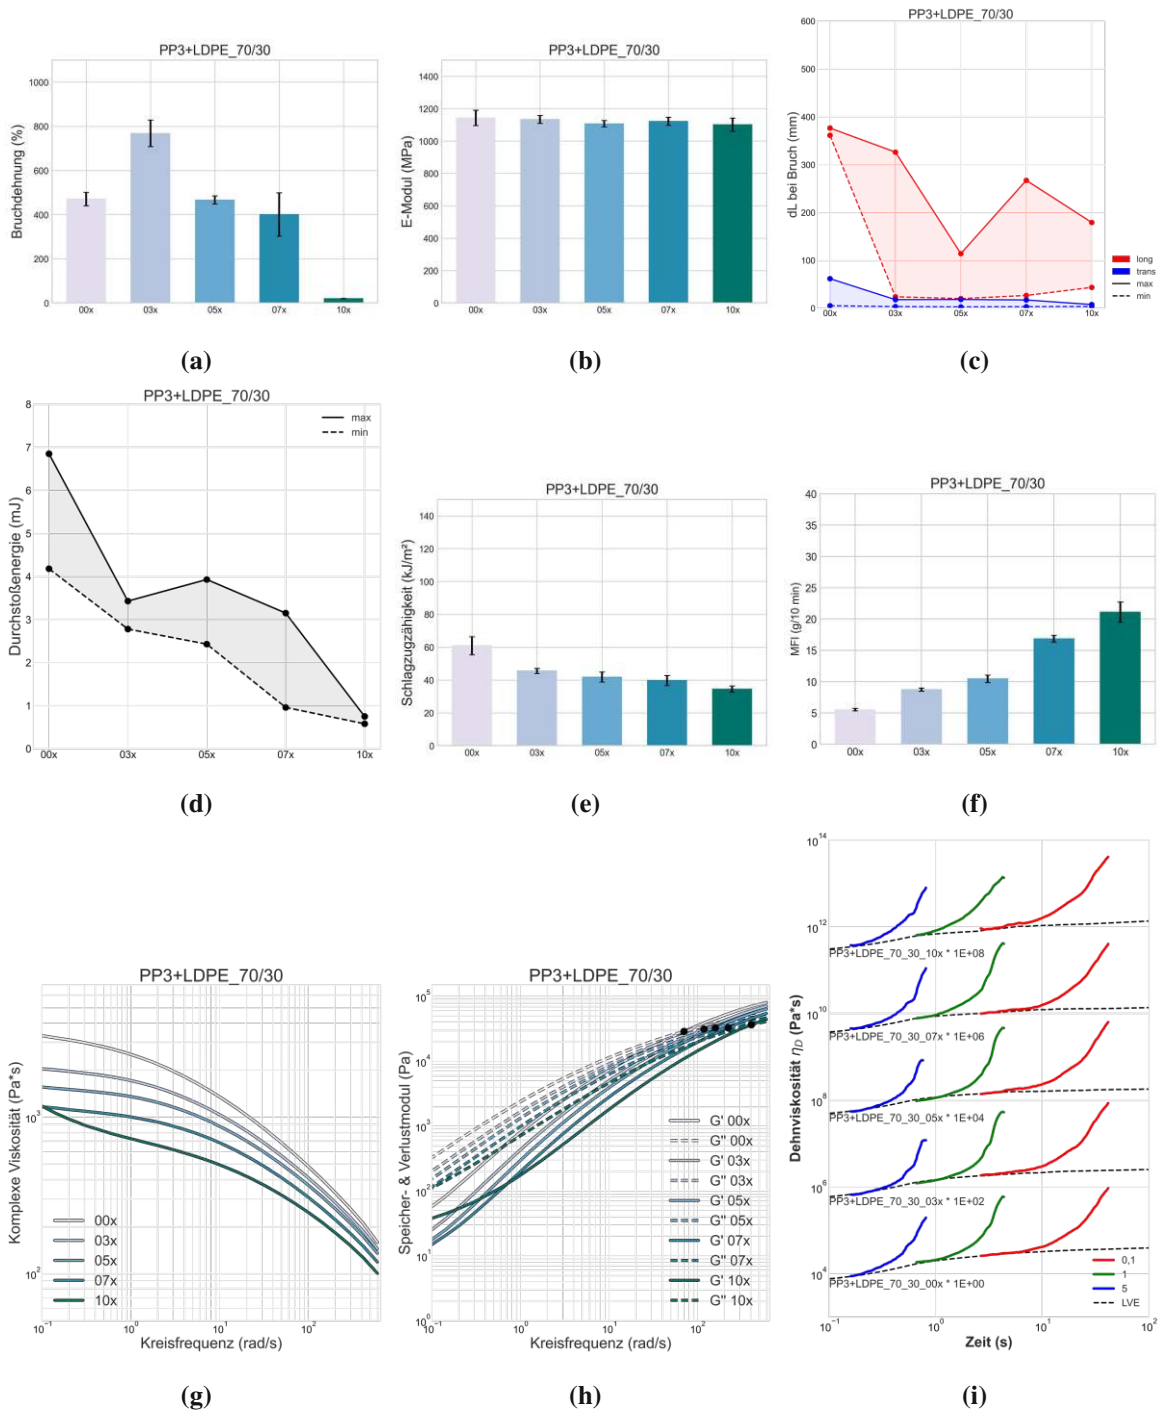 PP3+LDPE_70/30
Bruchdehnung (%)
1000
800
600
400
200
0
00x 03x 05x 07x 10x
(a)
PP3+LDPE_70/30
E-Modul (MPa)
1400
1200
1000
800
600
400
200
0
00x 03x 05x 07x 10x
(b)
PP3+LDPE_70/30
dL bei Bruch (mm)
600
500
400
300
200
100
0
00x 03x 05x 07x 10x
long
trans
max
min
(c)
PP3+LDPE_70/30
Durchstoßenergie (mJ)
8
7
6
5
4
3
2
1
0
00x 03x 05x 07x 10x
max
min
(d)
PP3+LDPE_70/30
Schlagzugzähigkeit (kJ/m²)
140
120
100
80
60
40
20
0
00x 03x 05x 07x 10x
(e)
PP3+LDPE_70/30
MFI (g/10 min)
40
35
30
25
20
15
10
5
0
00x 03x 05x 07x 10x
(f)
PP3+LDPE_70/30
Komplexe Viskosität (Pa*s)
10³
10²
00x
03x
05x
07x
10x
10⁻¹ 10⁰ 10¹ 10²
Kreisfrequenz (rad/s)
(g)
PP3+LDPE_70/30
Speicher- & Verlustmodul (Pa)
10⁵
10⁴
10³
10²
10¹
10⁰
G' 00x
G'' 00x
G' 03x
G'' 03x
G' 05x
G'' 05x
G' 07x
G'' 07x
G' 10x
G'' 10x
10⁻¹ 10⁰ 10¹ 10²
Kreisfrequenz (rad/s)
(h)
Dehnviskosität η_D (Pa*s)
10¹⁴
10¹²
10¹⁰
10⁸
10⁶
10⁴
PP3+LDPE_70_30_10x * 1E+08
PP3+LDPE_70_30_07x * 1E+06
PP3+LDPE_70_30_05x * 1E+04
PP3+LDPE_70_30_03x * 1E+02
PP3+LDPE_70_30_00x * 1E+00
0,1
1
5
LVE
10⁻¹ 10⁰ 10¹ 10²
Zeit (s)
(i)